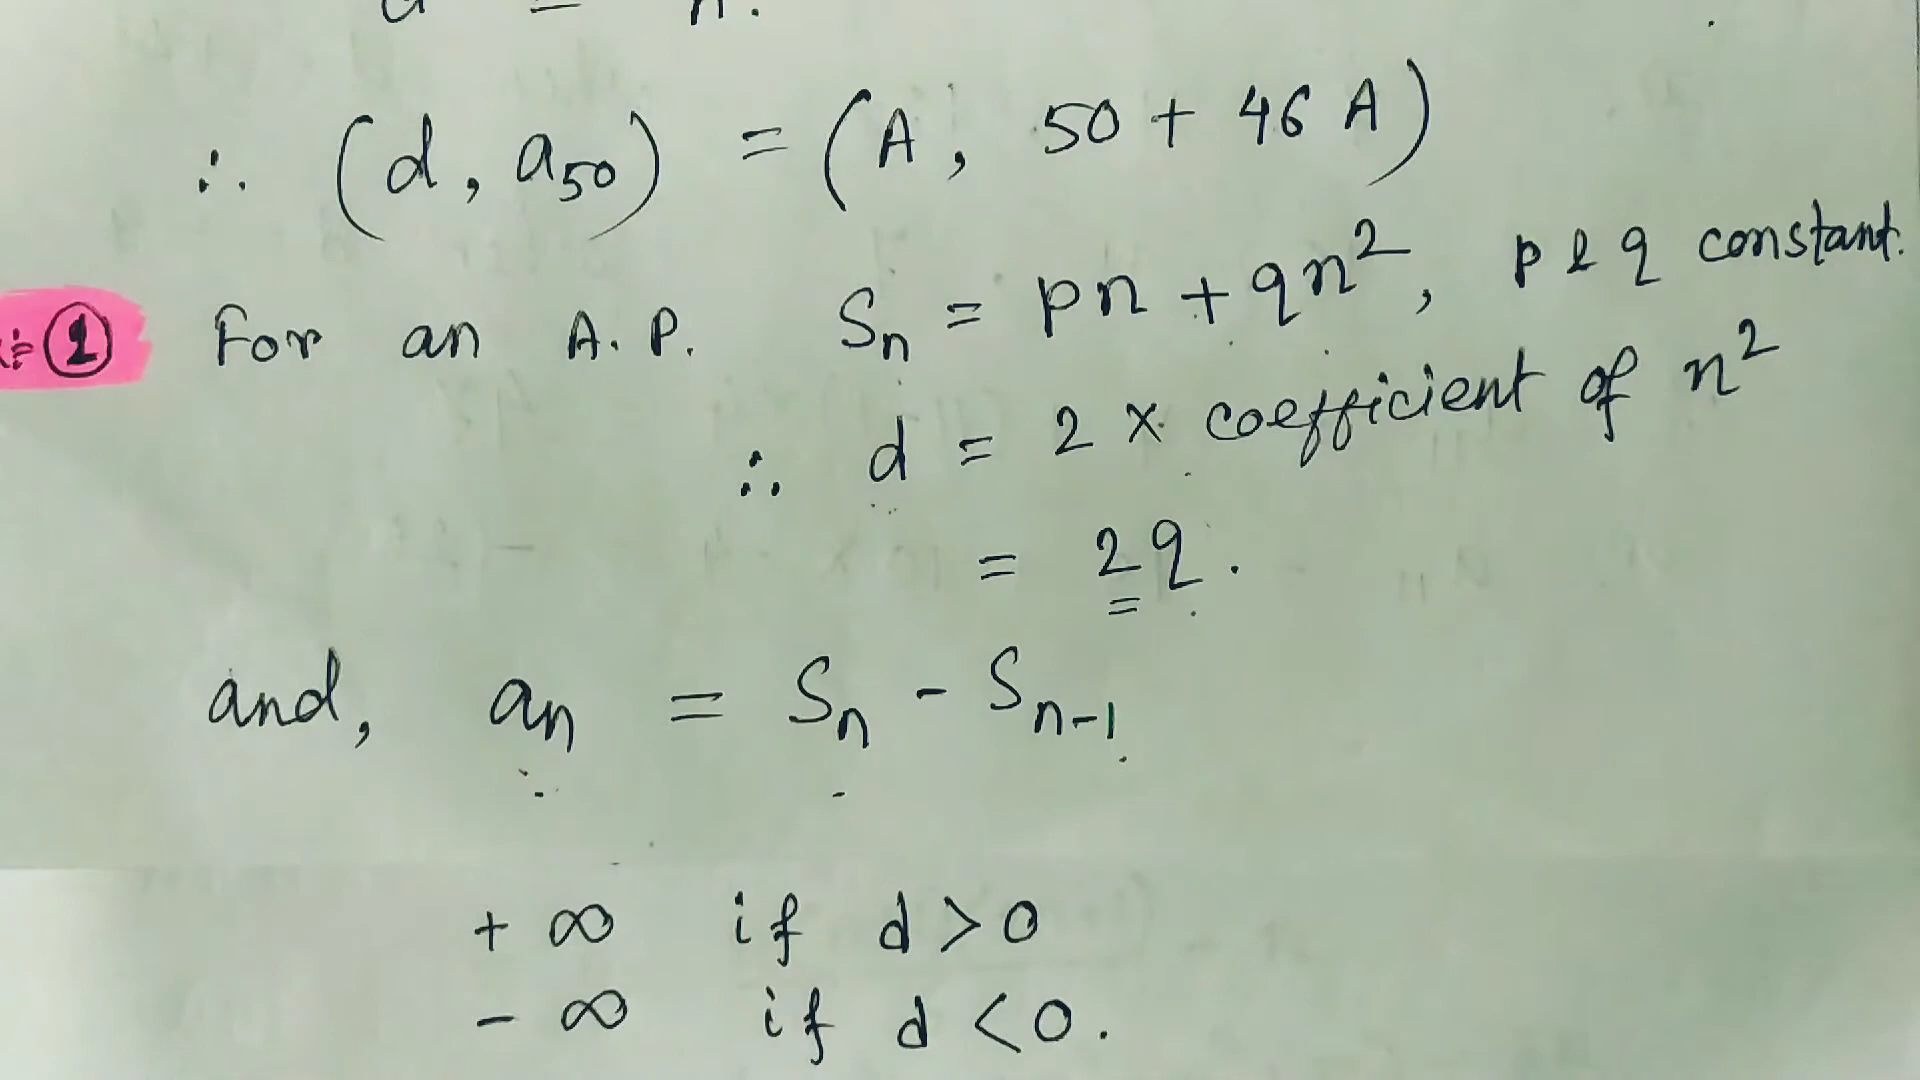 ∴ (d, a₅₀) = (A, 50 + 46 A)
① For an A.P. Sₙ = pn + qn², p & q constant.
∴ d = 2 × coefficient of n²
= 2q.
and, aₙ = Sₙ - Sₙ₋₁
+ ∞ if d > 0
- ∞ if d < 0.